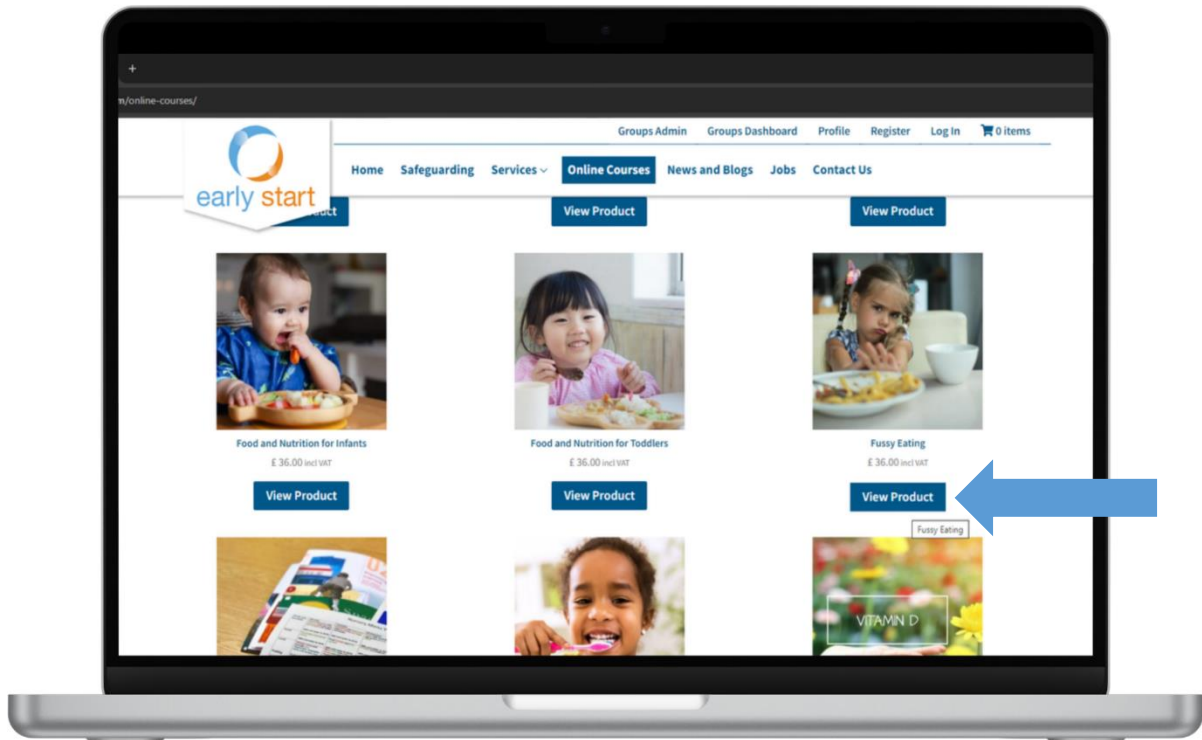 +
m/online-courses/
Groups Admin Groups Dashboard Profile Register Log In 0 items
early start
Home Safeguarding Services Online Courses News and Blogs Jobs Contact Us
uct View Product View Product
Food and Nutrition for Infants Food and Nutrition for Toddlers Fussy Eating
£ 36.00 incl VAT £ 36.00 incl VAT £ 36.00 incl VAT
View Product View Product View Product
Fussy Eating
VITAMIN D